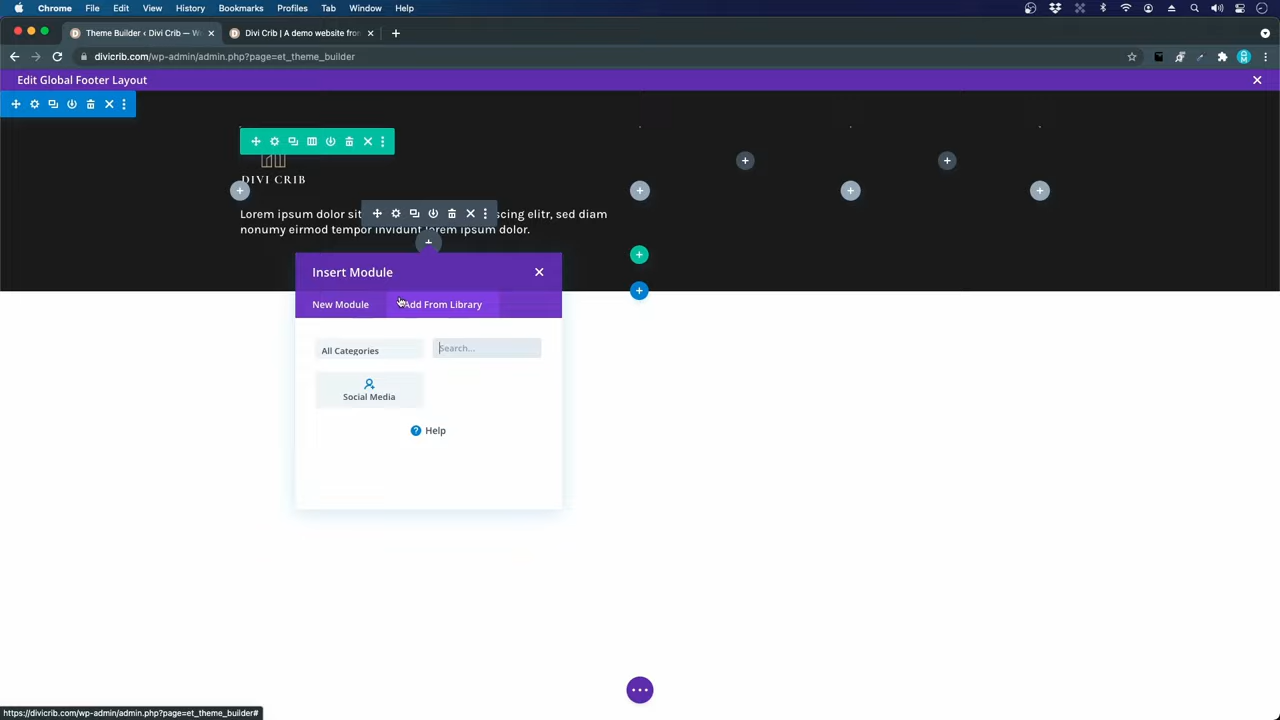 Chrome File Edit View History Bookmarks Profiles Tab Window Help
Theme Builder ‹ Divi Crib — W
Divi Crib | A demo website from
divicrib.com/wp-admin/admin.php?page=et_theme_builder
Edit Global Footer Layout
DIVI CRIB
Lorem ipsum dolor sit scing elitr, sed diam
nonumy eirmod tempor invidunt lorem ipsum dolor.
Insert Module
New Module Add From Library
All Categories Search...
Social Media
? Help
https://divicrib.com/wp-admin/admin.php?page=et_theme_builder#